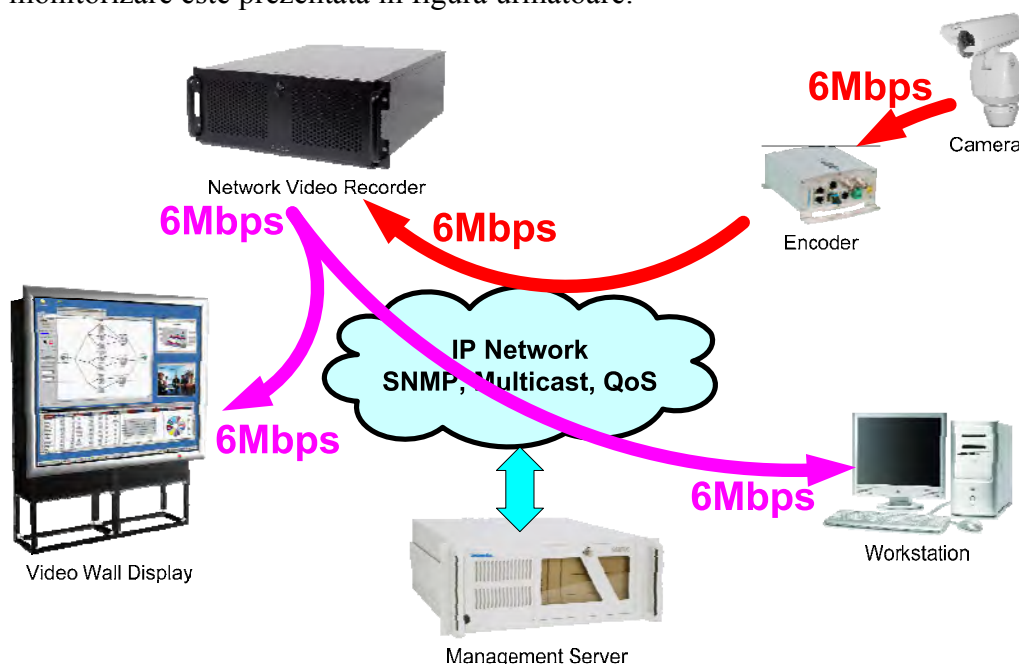 monitorizare este prezentată în figura următoare:
6Mbps
Camera
Network Video Recorder
6Mbps
6Mbps
Encoder
IP Network
SNMP, Multicast, QoS
6Mbps
6Mbps
Workstation
Video Wall Display
Management Server